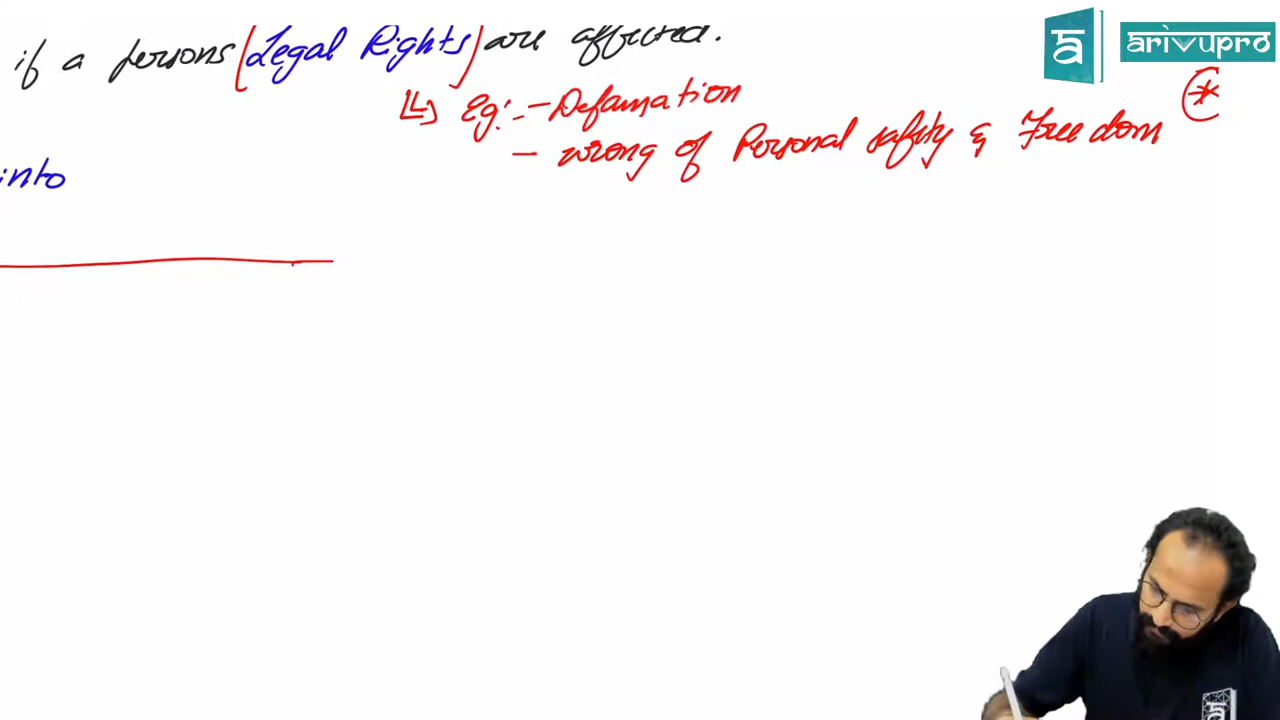 if a persons (Legal Rights) are affected.
arivupro
↳ Eg:- - Defamation
- wrong of Personal safety & Freedom
into